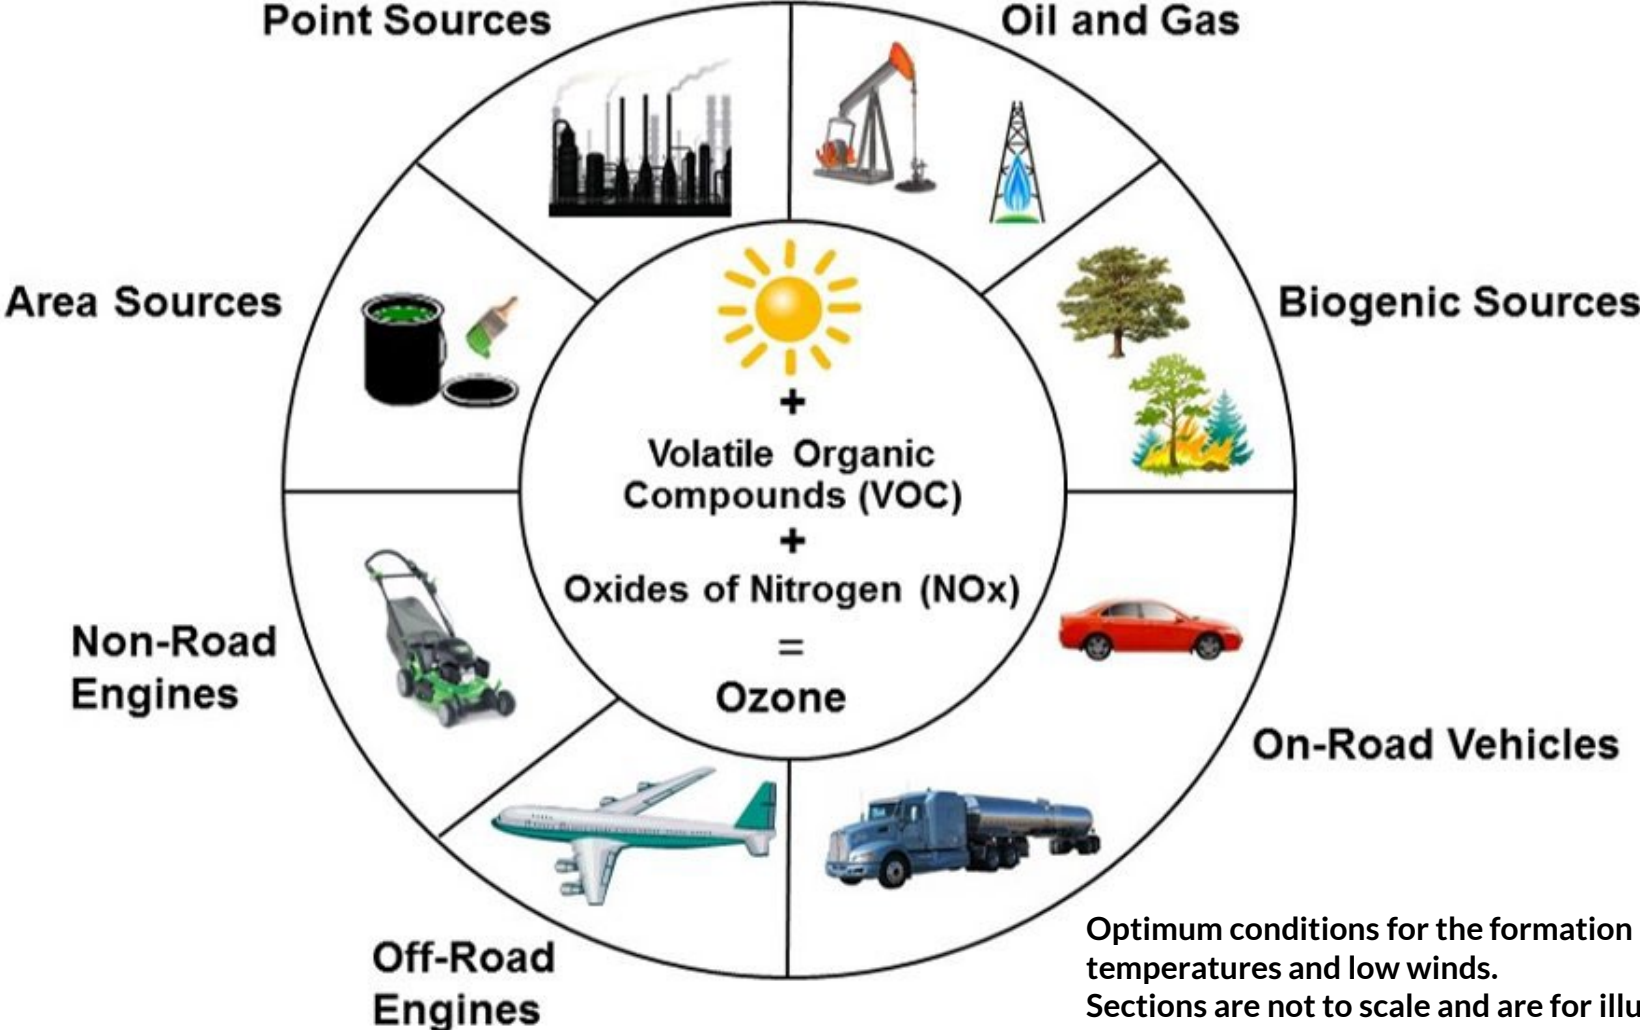 Point Sources
Oil and Gas
Area Sources
Biogenic Sources
+
Volatile Organic
Compounds (VOC)
+
Oxides of Nitrogen (NOx)
=
Ozone
Non-Road
Engines
On-Road Vehicles
Off-Road
Engines
Optimum conditions for the formation
temperatures and low winds.
Sections are not to scale and are for